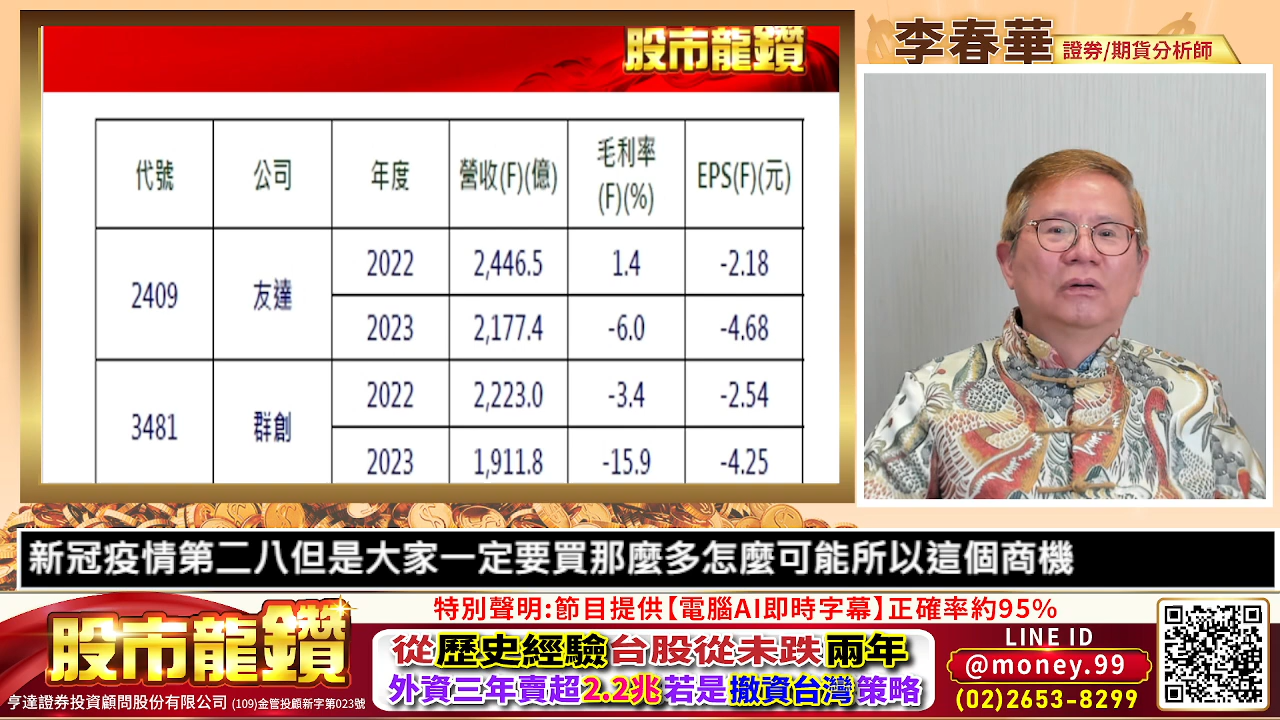 股市龍鑽
李春華 證券/期貨分析師
代號 公司 年度 營收(F)(億) 毛利率(F)(%) EPS(F)(元)
2409 友達 2022 2,446.5 1.4 -2.18
2023 2,177.4 -6.0 -4.68
3481 群創 2022 2,223.0 -3.4 -2.54
2023 1,911.8 -15.9 -4.25
新冠疫情第二八但是大家一定要買那麼多怎麼可能所以這個商機
特別聲明:節目提供【電腦AI即時字幕】正確率約95%
股市龍鑽
亨達證券投資顧問股份有限公司 (109)金管投顧新字第023號
從歷史經驗台股從未跌兩年
外資三年賣超2.2兆若是撤資台灣策略
LINE ID
@money.99
(02)2653-8299